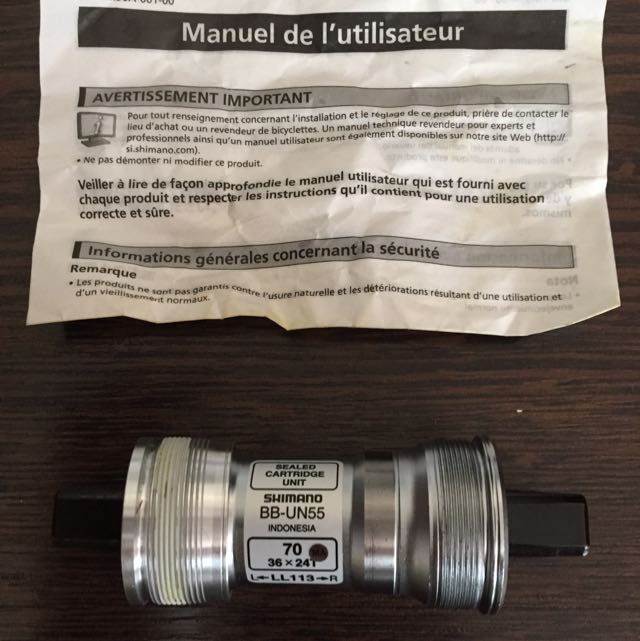 Manuel de l'utilisateur
AVERTISSEMENT IMPORTANT
Pour tout renseignement concernant l'installation et le réglage de ce produit, prière de contacter le
lieu d'achat ou un revendeur de bicyclettes. Un manuel technique revendeur pour experts et
professionnels ainsi qu'un manuel utilisateur sont également disponibles sur notre site Web (http://
si.shimano.com).
• Ne pas démonter ni modifier ce produit.
Veiller à lire de façon approfondie le manuel utilisateur qui est fourni avec
chaque produit et respecter les instructions qu'il contient pour une utilisation
correcte et sûre.
Informations générales concernant la sécurité
Remarque
• Les produits ne sont pas garantis contre l'usure naturelle et les détériorations résultant d'une utilisation et
d'un vieillissement normaux.
SEALED
CARTRIDGE
UNIT
SHIMANO
BB-UN55
INDONESIA
70
36 × 24T
L←LL113→R